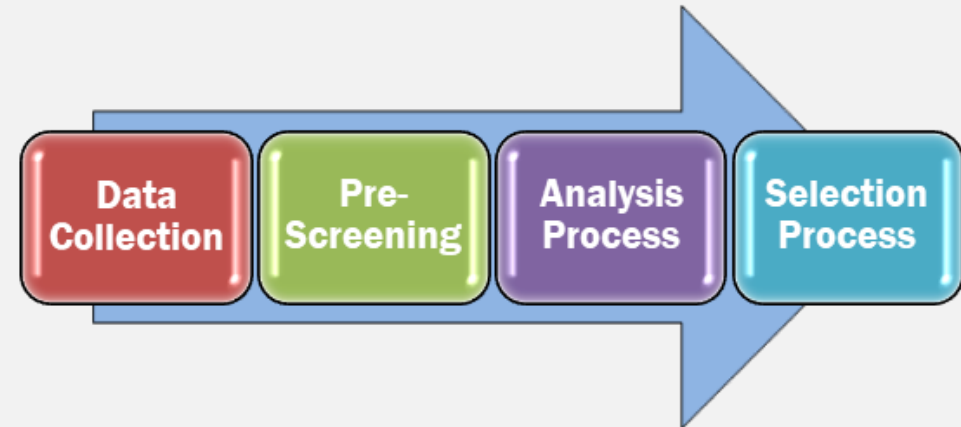 Data
Collection
Pre-
Screening
Analysis
Process
Selection
Process